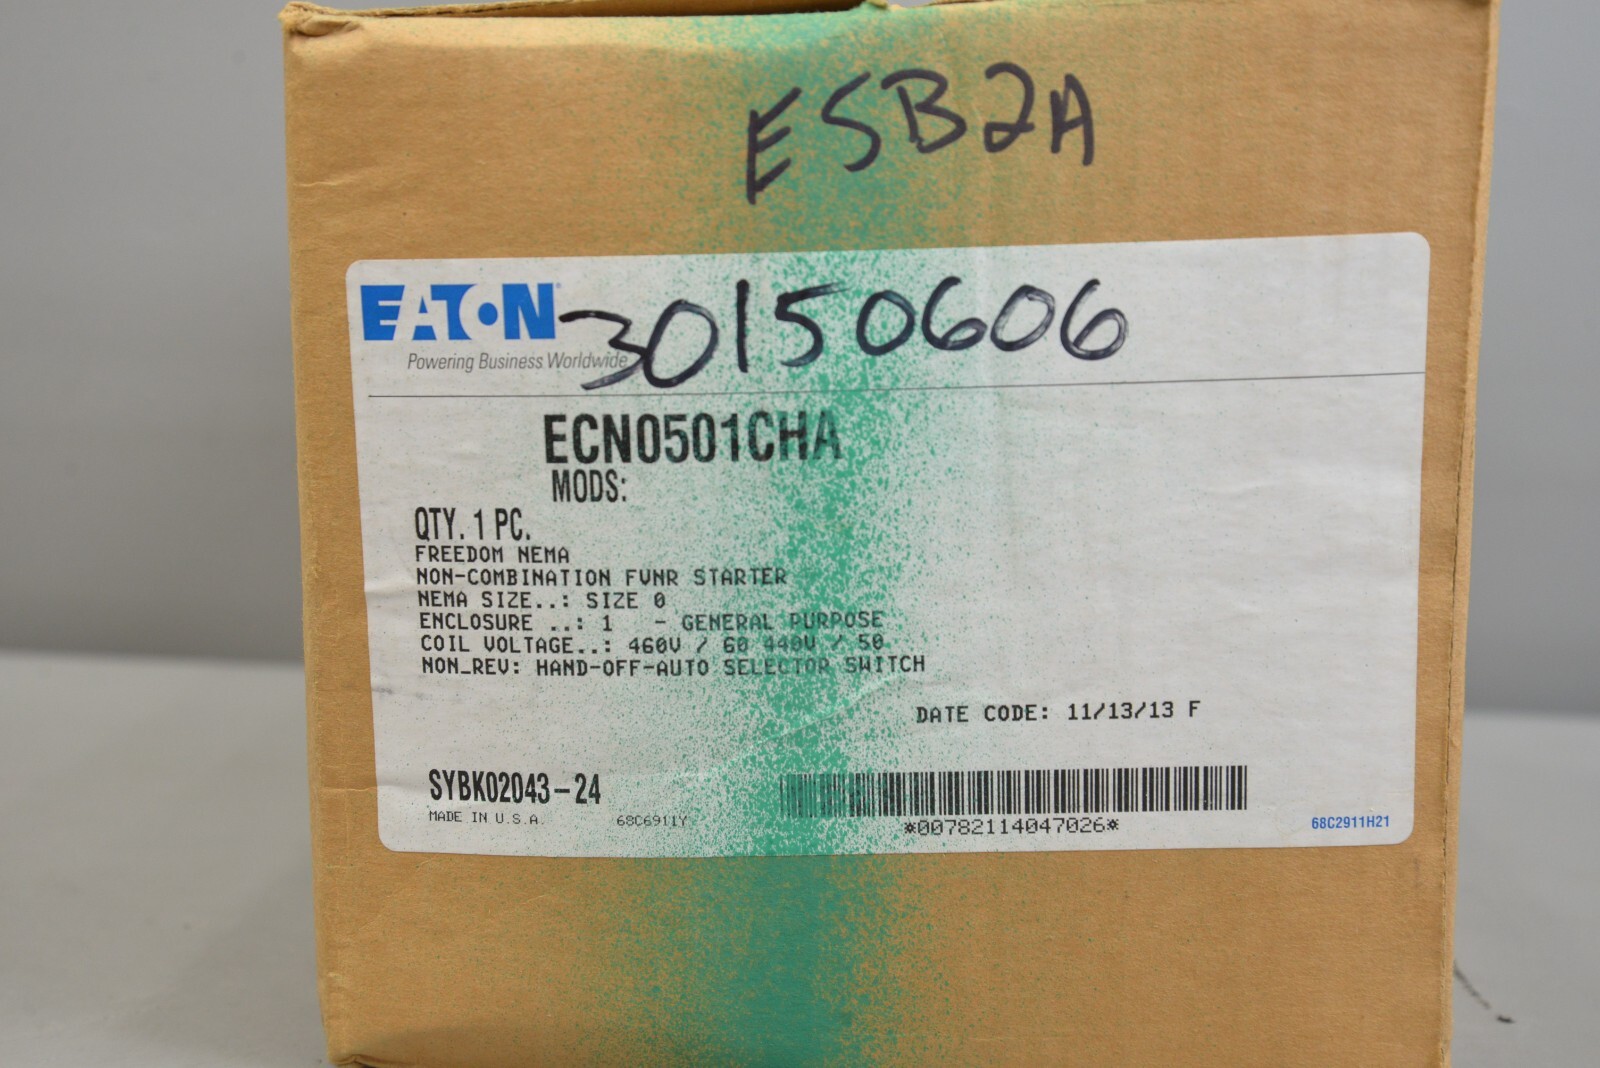 ESB2A
EATON
30150606
Powering Business Worldwide
ECN0501CHA
MODS:
QTY. 1 PC.
FREEDOM NEMA
NON-COMBINATION FVNR STARTER
NEMA SIZE..: SIZE 0
ENCLOSURE ..: 1 - GENERAL PURPOSE
COIL VOLTAGE..: 460V / 60 440V / 50
NON_REV: HAND-OFF-AUTO SELECTOR SWITCH
DATE CODE: 11/13/13 F
SYBK02043-24
MADE IN U.S.A.
68C6911Y
*00782114047026*
68C2911H21